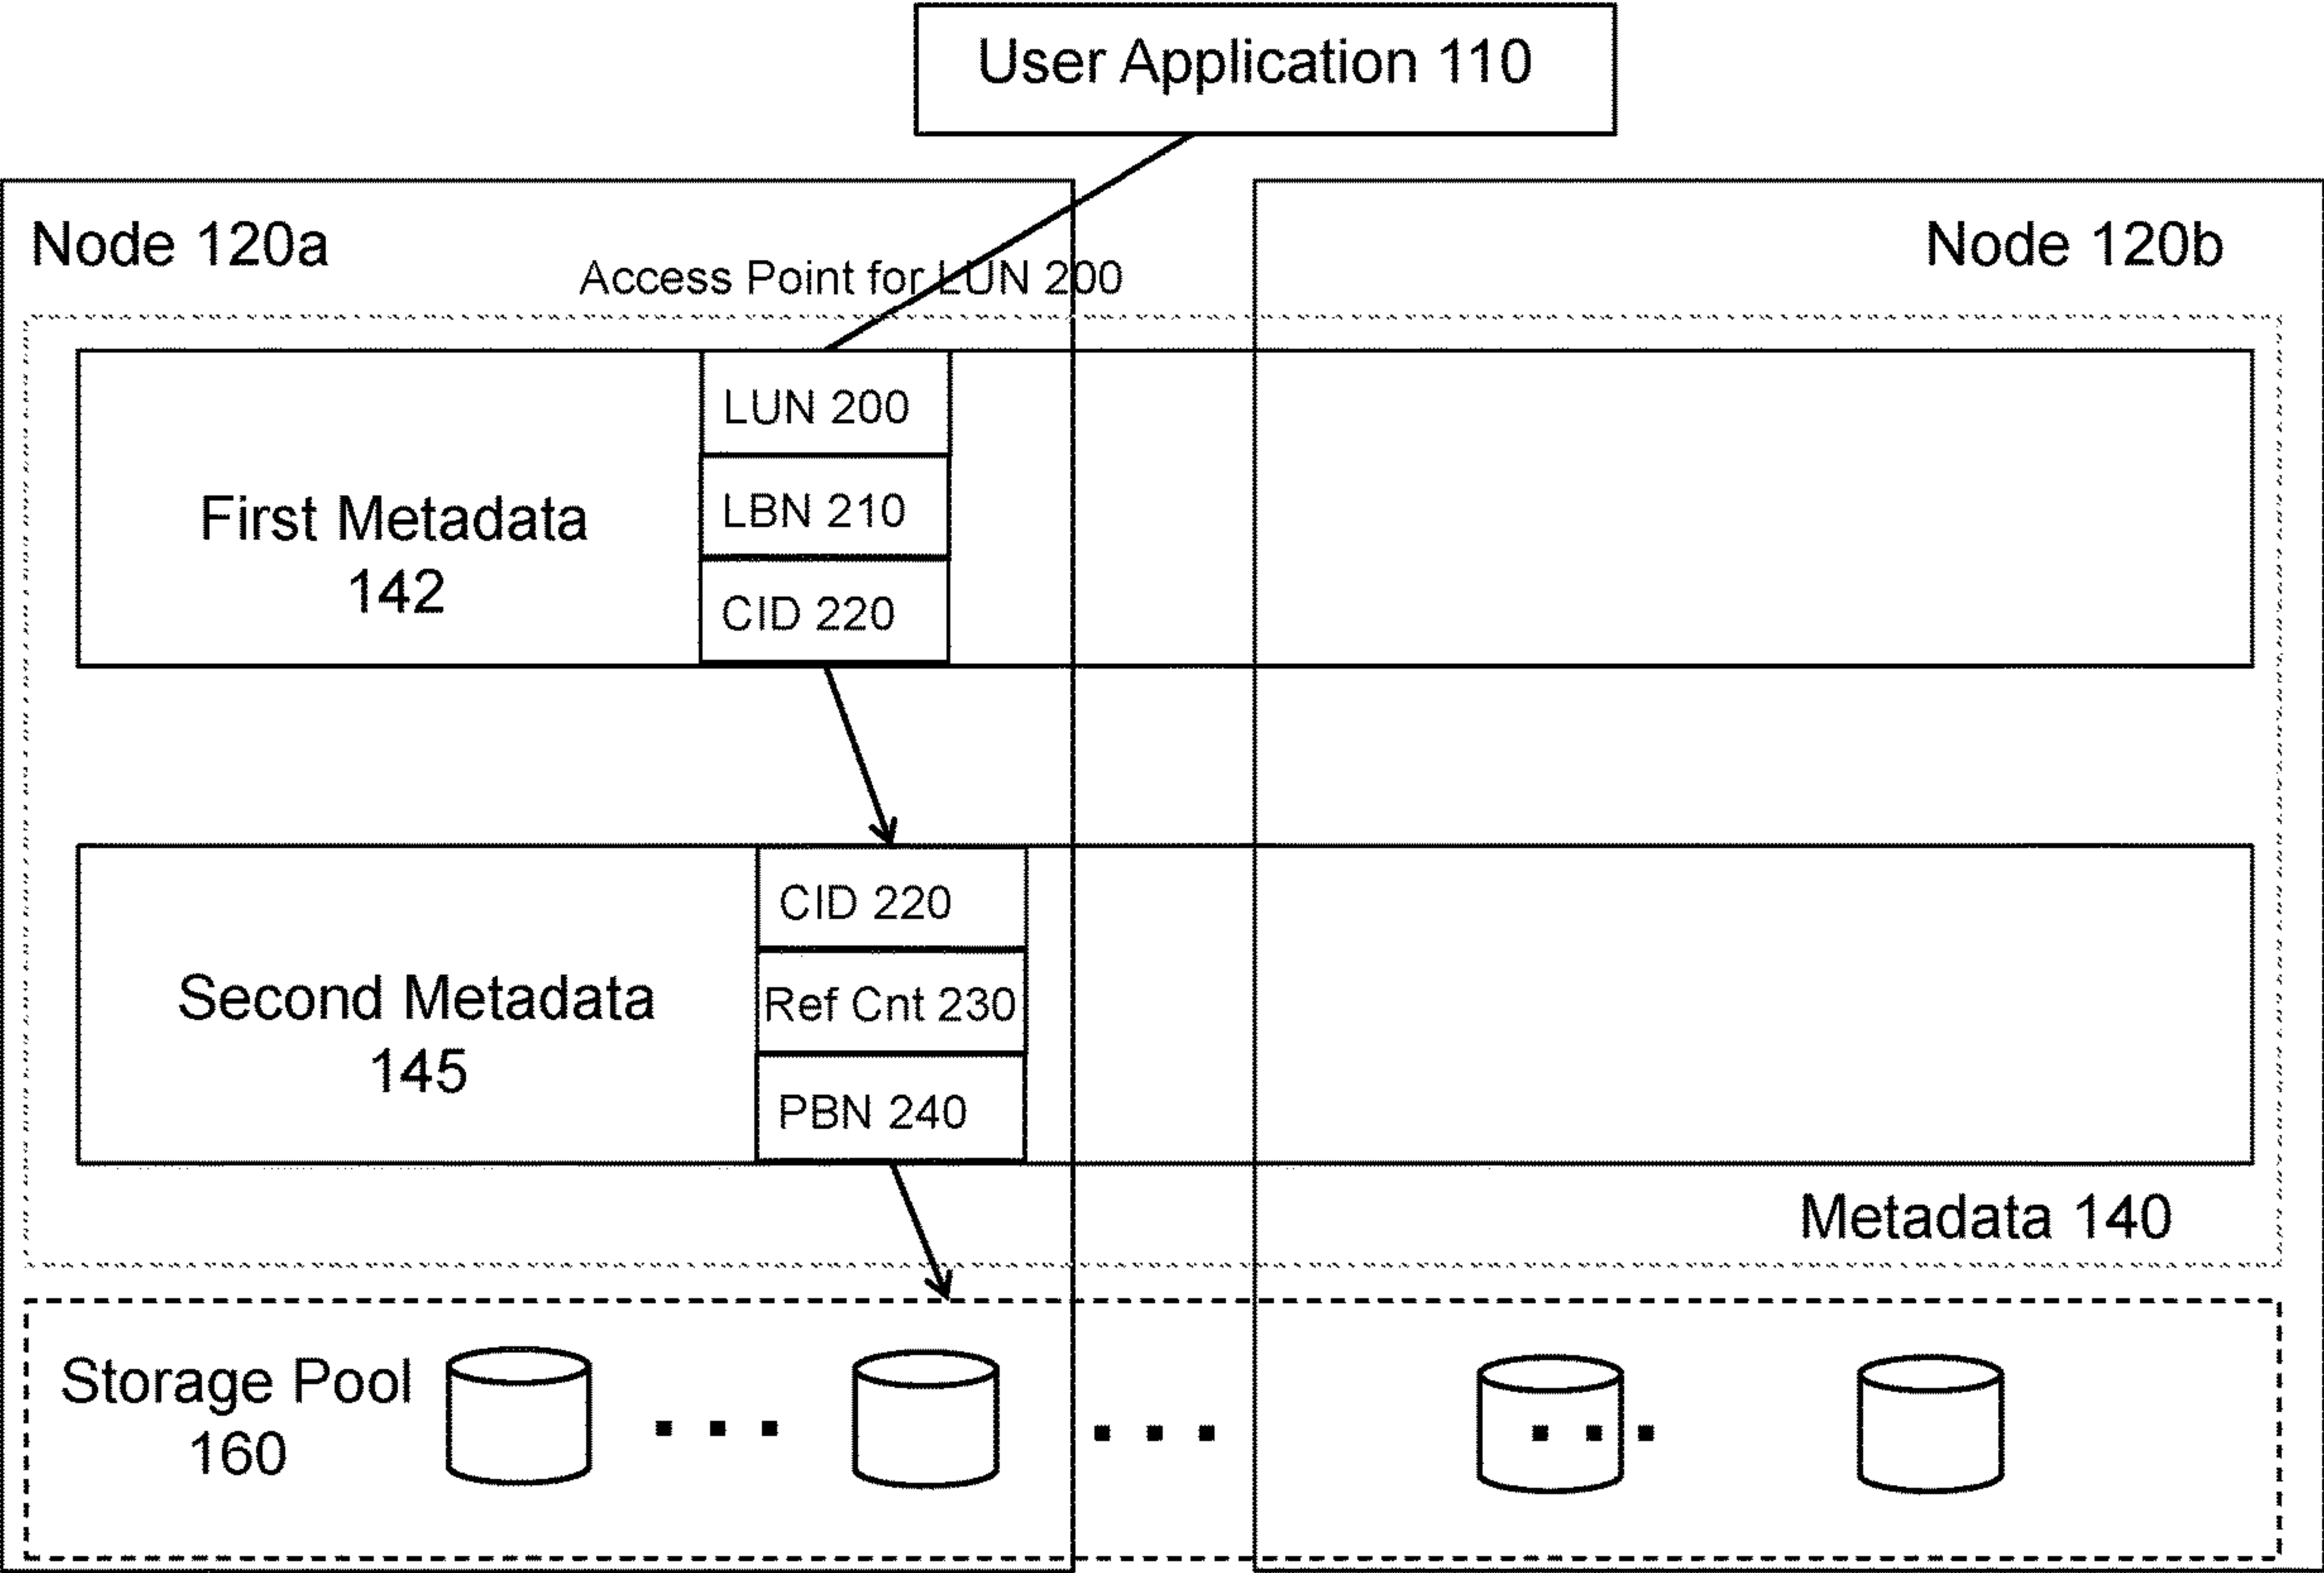 User Application 110
Node 120a
Node 120b
Access Point for LUN 200
LUN 200
LBN 210
CID 220
First Metadata
142
CID 220
Ref Cnt 230
PBN 240
Second Metadata
145
Metadata 140
Storage Pool
160